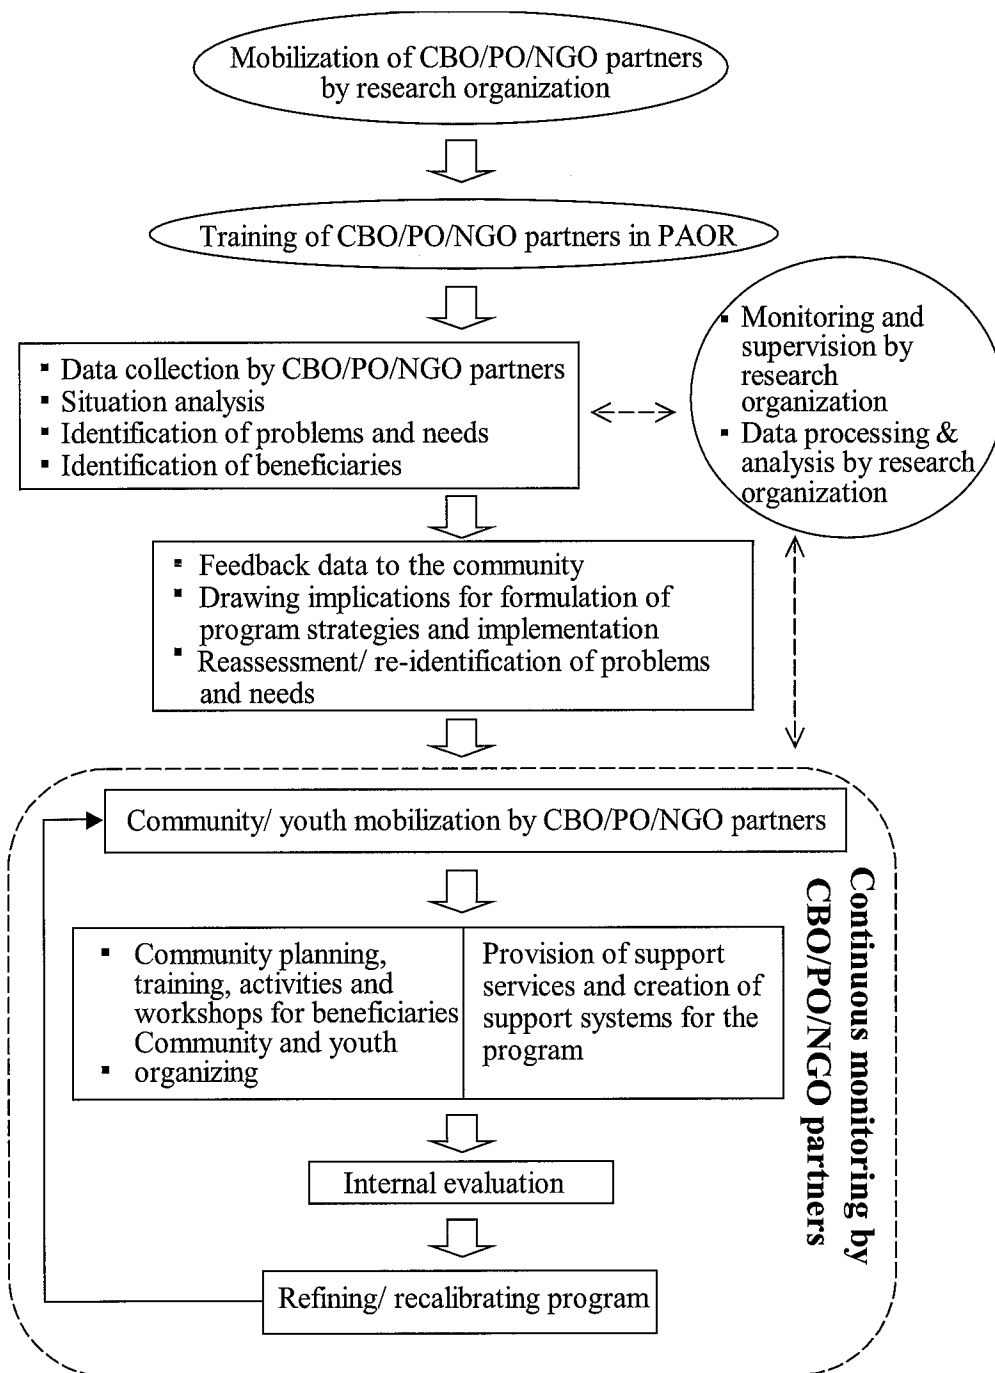 Mobilization of CBO/PO/NGO partners
by research organization
Training of CBO/PO/NGO partners in PAOR
▪ Monitoring and
supervision by
research
organization
▪ Data processing &
analysis by research
organization
▪ Data collection by CBO/PO/NGO partners
▪ Situation analysis
▪ Identification of problems and needs
▪ Identification of beneficiaries
▪ Feedback data to the community
▪ Drawing implications for formulation of
program strategies and implementation
▪ Reassessment/ re-identification of problems
and needs
Community/ youth mobilization by CBO/PO/NGO partners
▪ Community planning,
training, activities and
workshops for beneficiaries
Community and youth
▪ organizing
Provision of support
services and creation of
support systems for the
program
Internal evaluation
Refining/ recalibrating program
Continuous monitoring by
CBO/PO/NGO partners